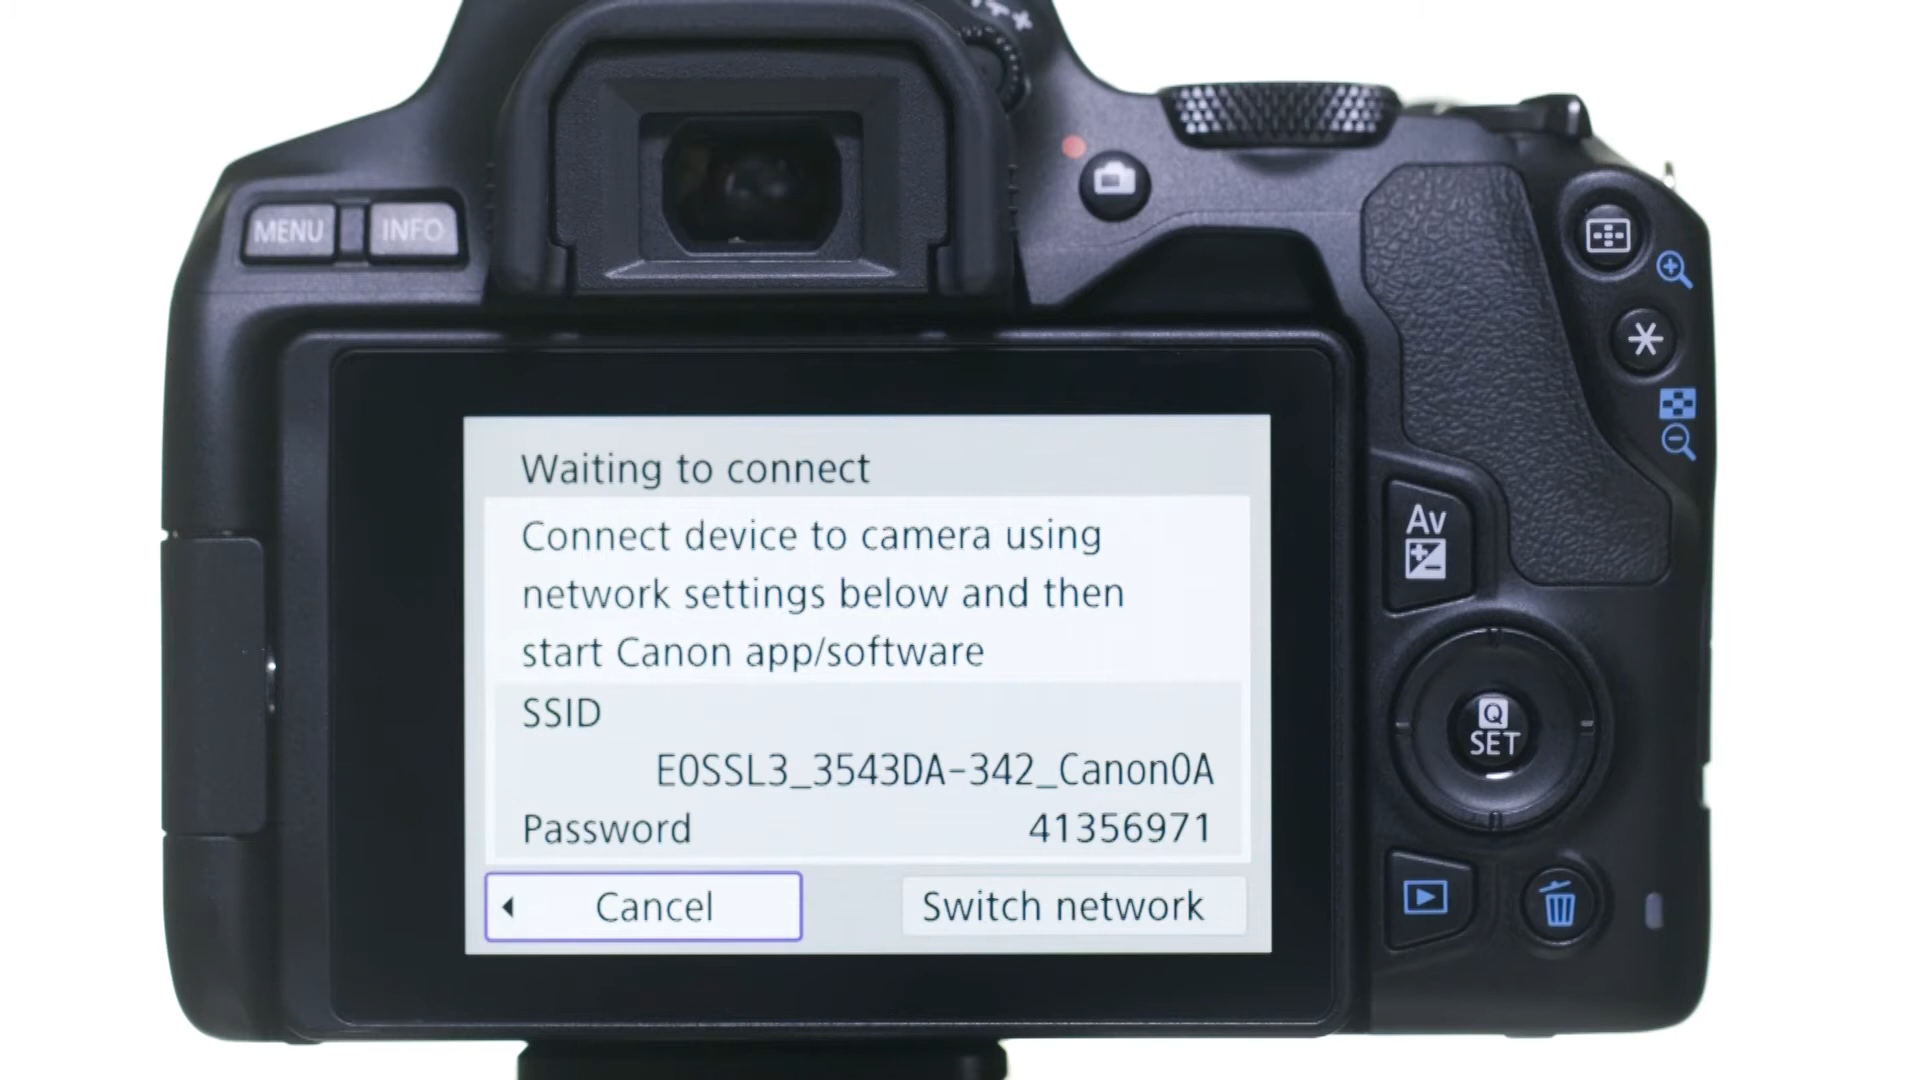 MENU INFO
Waiting to connect
Connect device to camera using
network settings below and then
start Canon app/software
SSID
E0SSL3_3543DA-342_Canon0A
Password 41356971
Cancel Switch network
Av
Q
SET